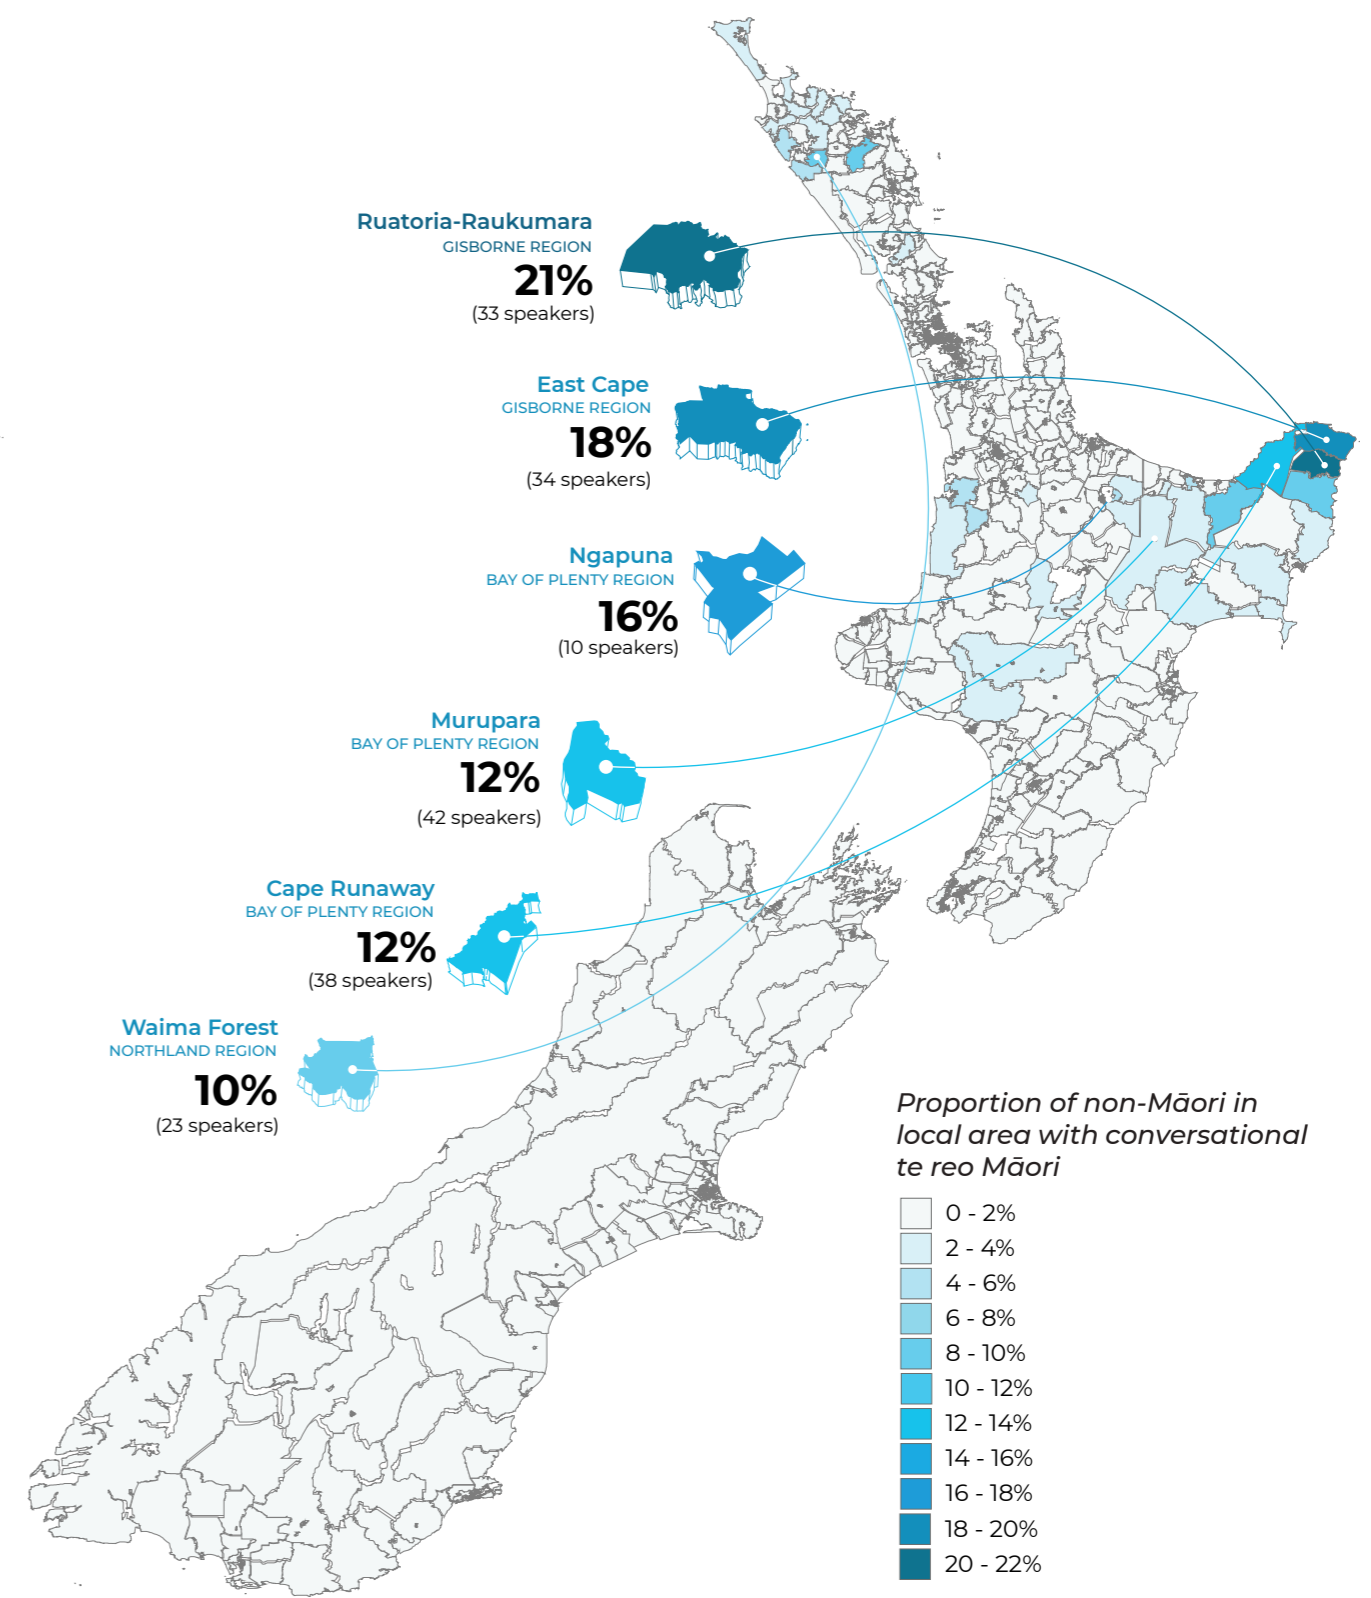 Ruatoria-Raukumara
GISBORNE REGION
21%
(33 speakers)
East Cape
GISBORNE REGION
18%
(34 speakers)
Ngapuna
BAY OF PLENTY REGION
16%
(10 speakers)
Murupara
BAY OF PLENTY REGION
12%
(42 speakers)
Cape Runaway
BAY OF PLENTY REGION
12%
(38 speakers)
Waima Forest
NORTHLAND REGION
10%
(23 speakers)
Proportion of non-Māori in
local area with conversational
te reo Māori
0 - 2%
2 - 4%
4 - 6%
6 - 8%
8 - 10%
10 - 12%
12 - 14%
14 - 16%
16 - 18%
18 - 20%
20 - 22%